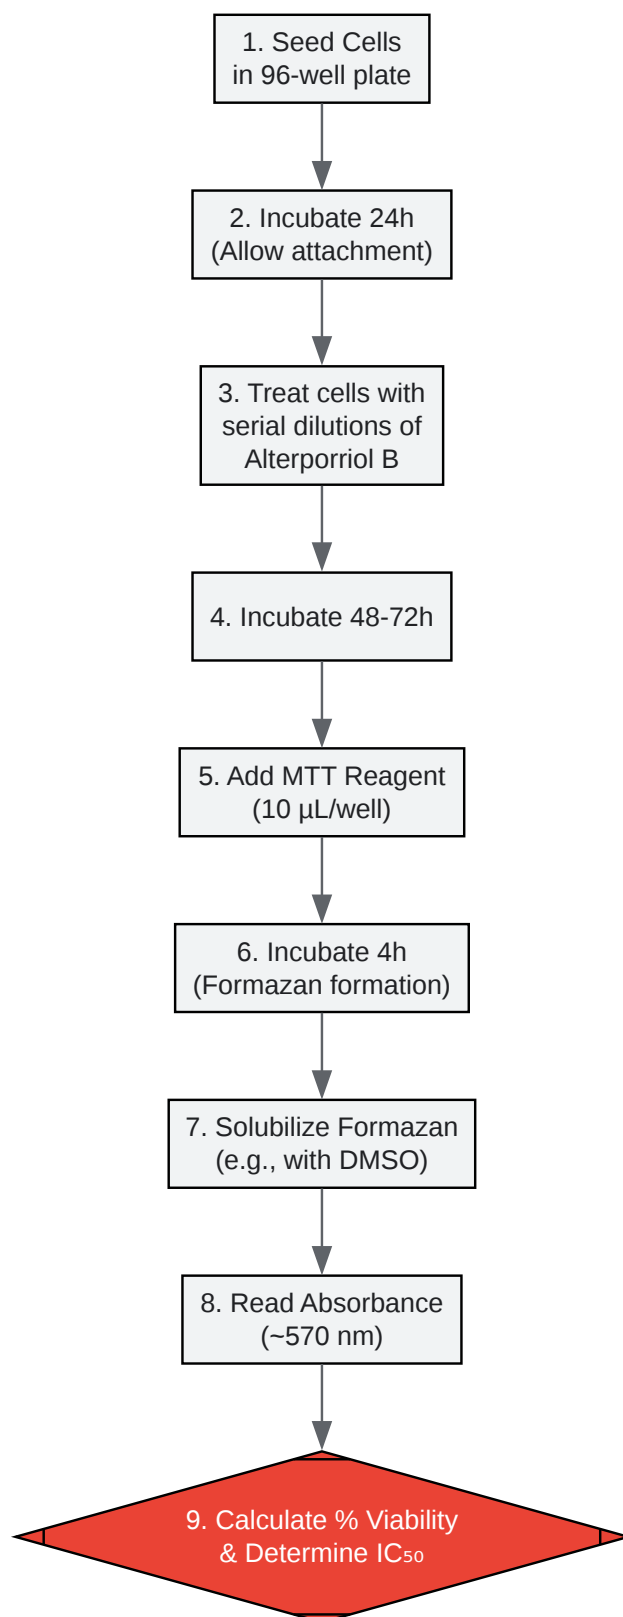 1. Seed Cells
in 96-well plate
2. Incubate 24h
(Allow attachment)
3. Treat cells with
serial dilutions of
Alterporriol B
4. Incubate 48-72h
5. Add MTT Reagent
(10 µL/well)
6. Incubate 4h
(Formazan formation)
7. Solubilize Formazan
(e.g., with DMSO)
8. Read Absorbance
(~570 nm)
9. Calculate % Viability
& Determine IC₅₀